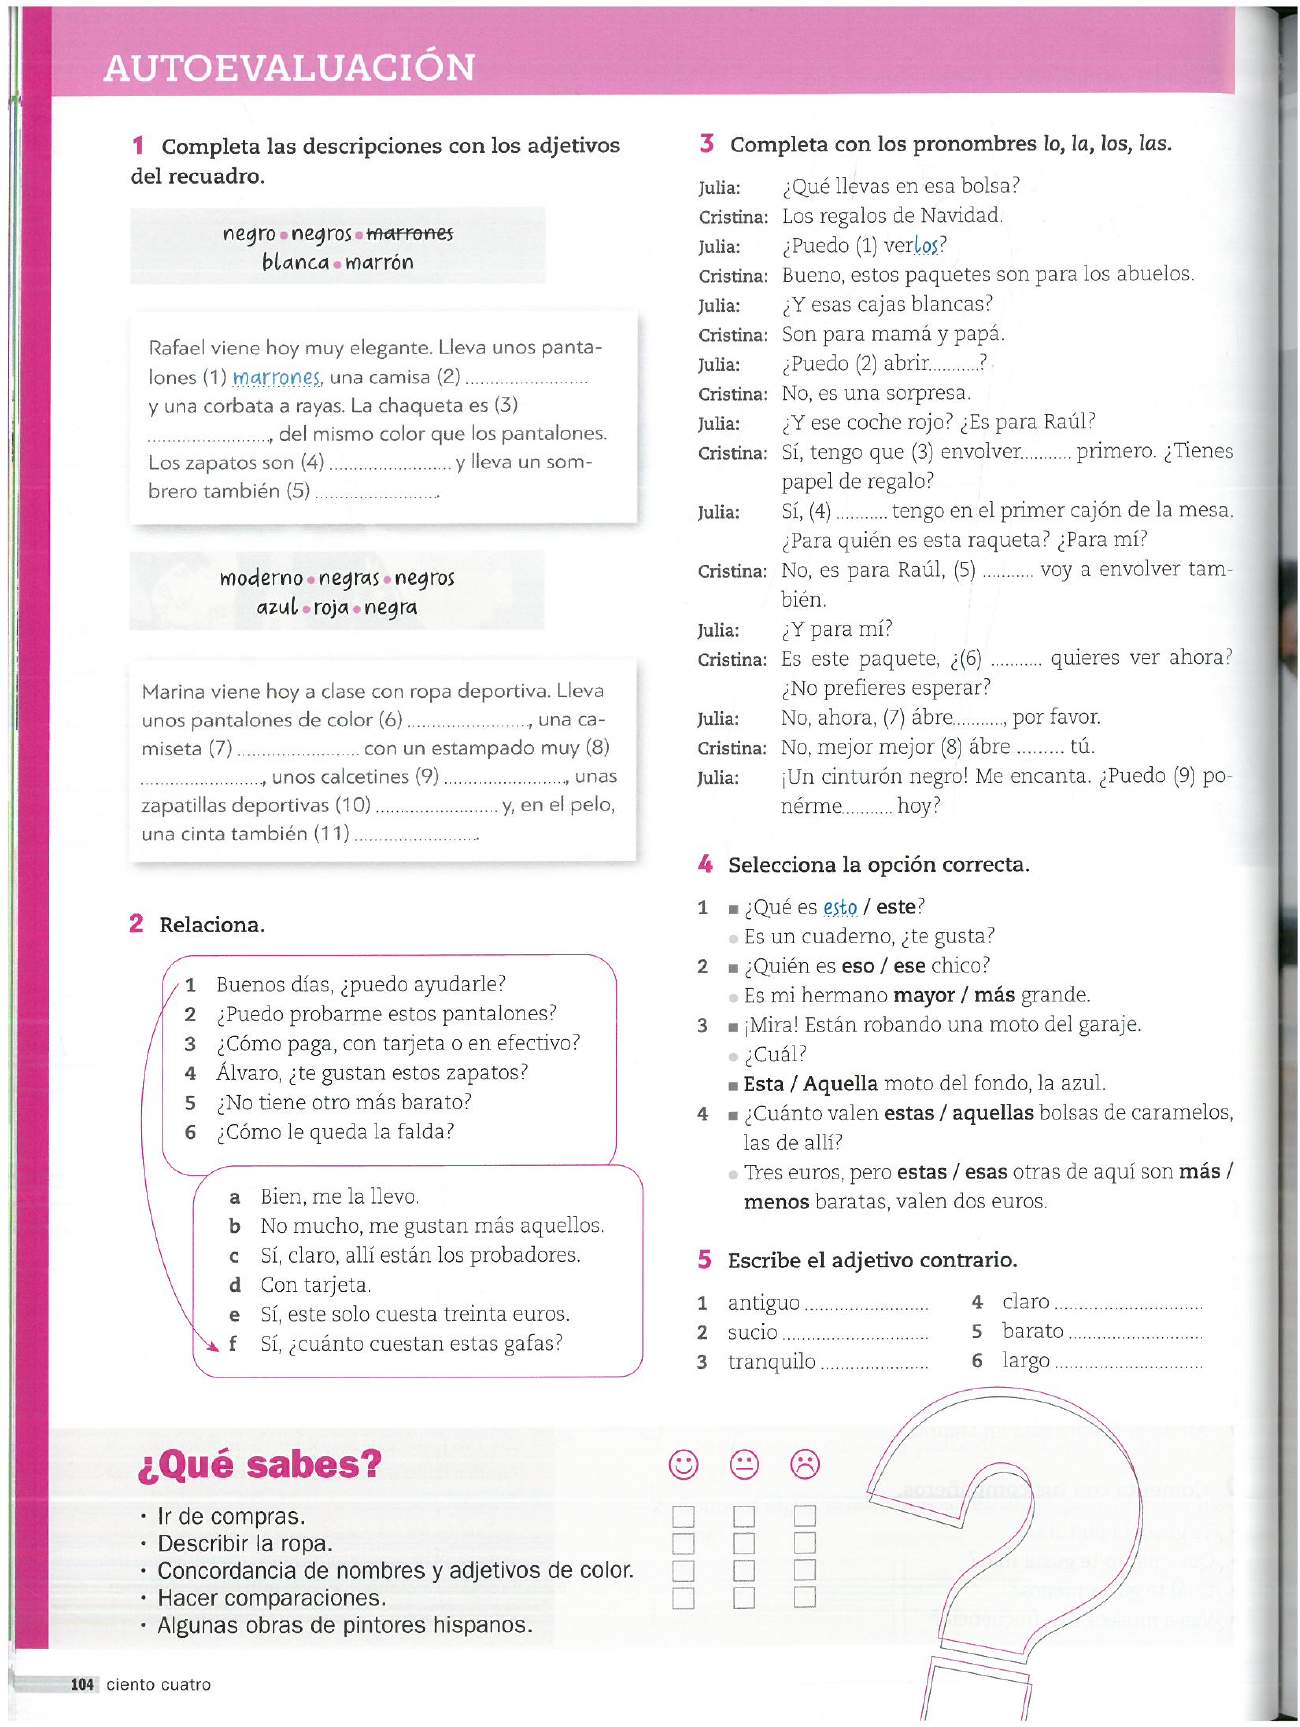 AUTOEVALUACIÓN
1 Completa las descripciones con los adjetivos
del recuadro.
negro • negros • marrones
blanca • marrón
Rafael viene hoy muy elegante. Lleva unos panta-
lones (1) marrones, una camisa (2) ........................
y una corbata a rayas. La chaqueta es (3)
........................, del mismo color que los pantalones.
Los zapatos son (4) ........................ y lleva un som-
brero también (5) .........................
moderno • negras • negros
azul • roja • negra
Marina viene hoy a clase con ropa deportiva. Lleva
unos pantalones de color (6) ........................, una ca-
miseta (7) ........................ con un estampado muy (8)
........................, unos calcetines (9) ........................, unas
zapatillas deportivas (10) ........................ y, en el pelo,
una cinta también (11) .........................
2 Relaciona.
1 Buenos días, ¿puedo ayudarle?
2 ¿Puedo probarme estos pantalones?
3 ¿Cómo paga, con tarjeta o en efectivo?
4 Álvaro, ¿te gustan estos zapatos?
5 ¿No tiene otro más barato?
6 ¿Cómo le queda la falda?
a Bien, me la llevo.
b No mucho, me gustan más aquellos.
c Sí, claro, allí están los probadores.
d Con tarjeta.
e Sí, este solo cuesta treinta euros.
f Sí, ¿cuánto cuestan estas gafas?
3 Completa con los pronombres lo, la, los, las.
Julia: ¿Qué llevas en esa bolsa?
Cristina: Los regalos de Navidad.
Julia: ¿Puedo (1) verlos?
Cristina: Bueno, estos paquetes son para los abuelos.
Julia: ¿Y esas cajas blancas?
Cristina: Son para mamá y papá.
Julia: ¿Puedo (2) abrir..........?
Cristina: No, es una sorpresa.
Julia: ¿Y ese coche rojo? ¿Es para Raúl?
Cristina: Sí, tengo que (3) envolver.......... primero. ¿Tienes
papel de regalo?
Julia: Sí, (4) .......... tengo en el primer cajón de la mesa.
¿Para quién es esta raqueta? ¿Para mí?
Cristina: No, es para Raúl, (5) .......... voy a envolver tam-
bién.
Julia: ¿Y para mí?
Cristina: Es este paquete, ¿(6) .......... quieres ver ahora?
¿No prefieres esperar?
Julia: No, ahora, (7) ábre.........., por favor.
Cristina: No, mejor mejor (8) ábre ......... tú.
Julia: ¡Un cinturón negro! Me encanta. ¿Puedo (9) po-
nérme.......... hoy?
4 Selecciona la opción correcta.
1 ■ ¿Qué es esto / este?
• Es un cuaderno, ¿te gusta?
2 ■ ¿Quién es eso / ese chico?
• Es mi hermano mayor / más grande.
3 ■ ¡Mira! Están robando una moto del garaje.
• ¿Cuál?
■ Esta / Aquella moto del fondo, la azul.
4 ■ ¿Cuánto valen estas / aquellas bolsas de caramelos,
las de allí?
• Tres euros, pero estas / esas otras de aquí son más /
menos baratas, valen dos euros.
5 Escribe el adjetivo contrario.
1 antiguo ........................
2 sucio ............................
3 tranquilo .....................
4 claro ............................
5 barato ..........................
6 largo ............................
¿Qué sabes?
· Ir de compras.
· Describir la ropa.
· Concordancia de nombres y adjetivos de color.
· Hacer comparaciones.
· Algunas obras de pintores hispanos.
104 ciento cuatro